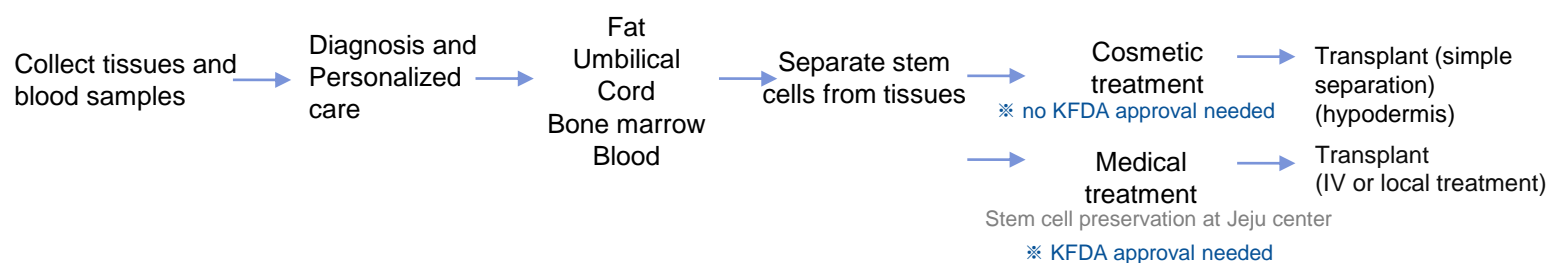 Collect tissues and
blood samples
Diagnosis and
Personalized
care
Fat
Umbilical
Cord
Bone marrow
Blood
Separate stem
cells from tissues
Cosmetic
treatment
※ no KFDA approval needed
Transplant (simple
separation)
(hypodermis)
Medical
treatment
Stem cell preservation at Jeju center
※ KFDA approval needed
Transplant
(IV or local treatment)